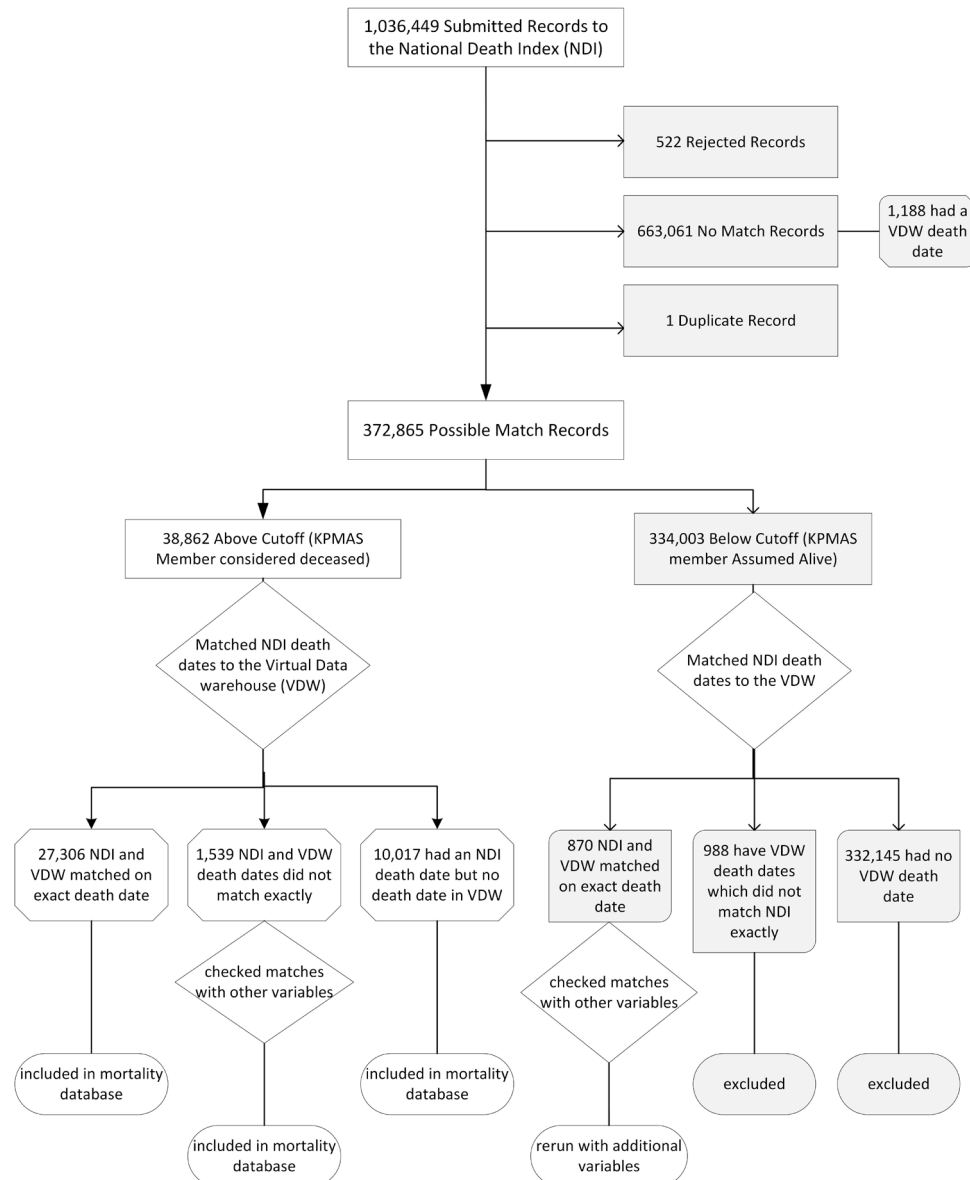 1,036,449 Submitted Records to
the National Death Index (NDI)
522 Rejected Records
663,061 No Match Records
1,188 had a
VDW death
date
1 Duplicate Record
372,865 Possible Match Records
38,862 Above Cutoff (KPMAS
Member considered deceased)
334,003 Below Cutoff (KPMAS
member Assumed Alive)
Matched NDI death
dates to the Virtual Data
warehouse (VDW)
Matched NDI death
dates to the VDW
27,306 NDI and
VDW matched on
exact death date
1,539 NDI and VDW
death dates did not
match exactly
10,017 had an NDI
death date but no
death date in VDW
870 NDI and
VDW matched
on exact death
date
988 have VDW
death dates
which did not
match NDI
exactly
332,145 had no
VDW death
date
checked matches
with other variables
checked matches
with other variables
included in mortality
database
included in mortality
database
included in mortality
database
rerun with additional
variables
excluded
excluded